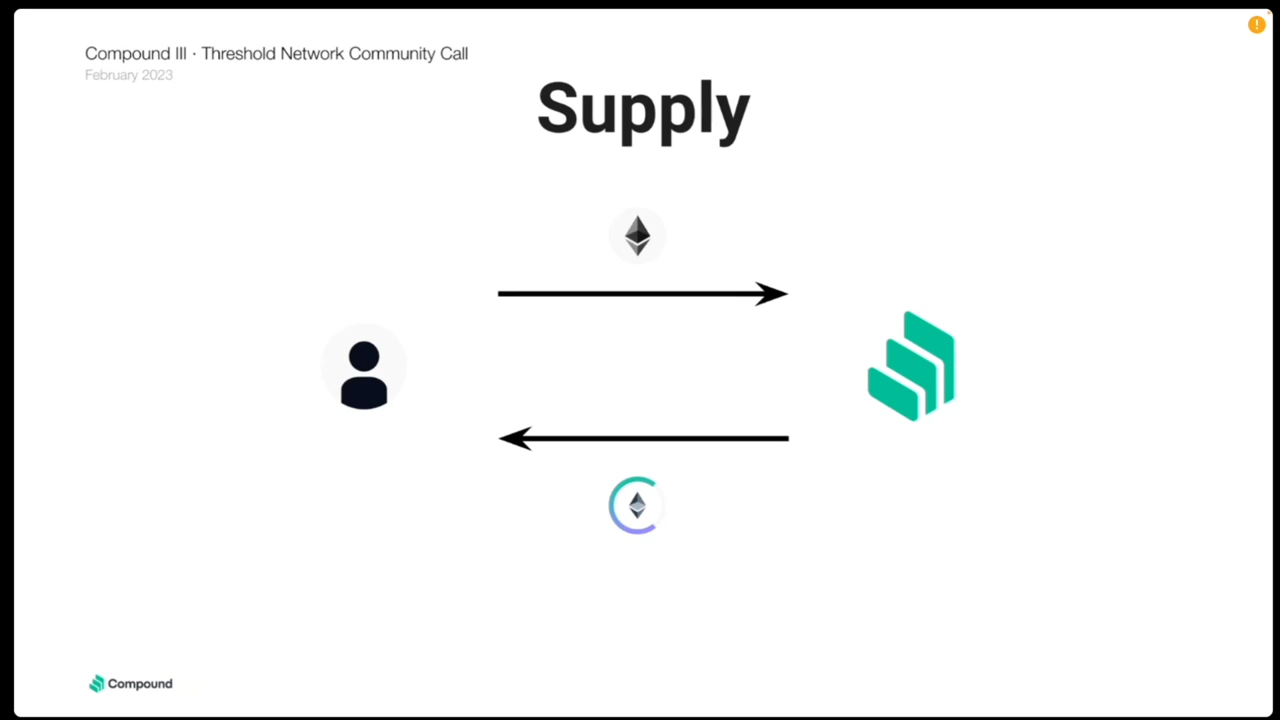 Compound III · Threshold Network Community Call
February 2023
Supply
Compound